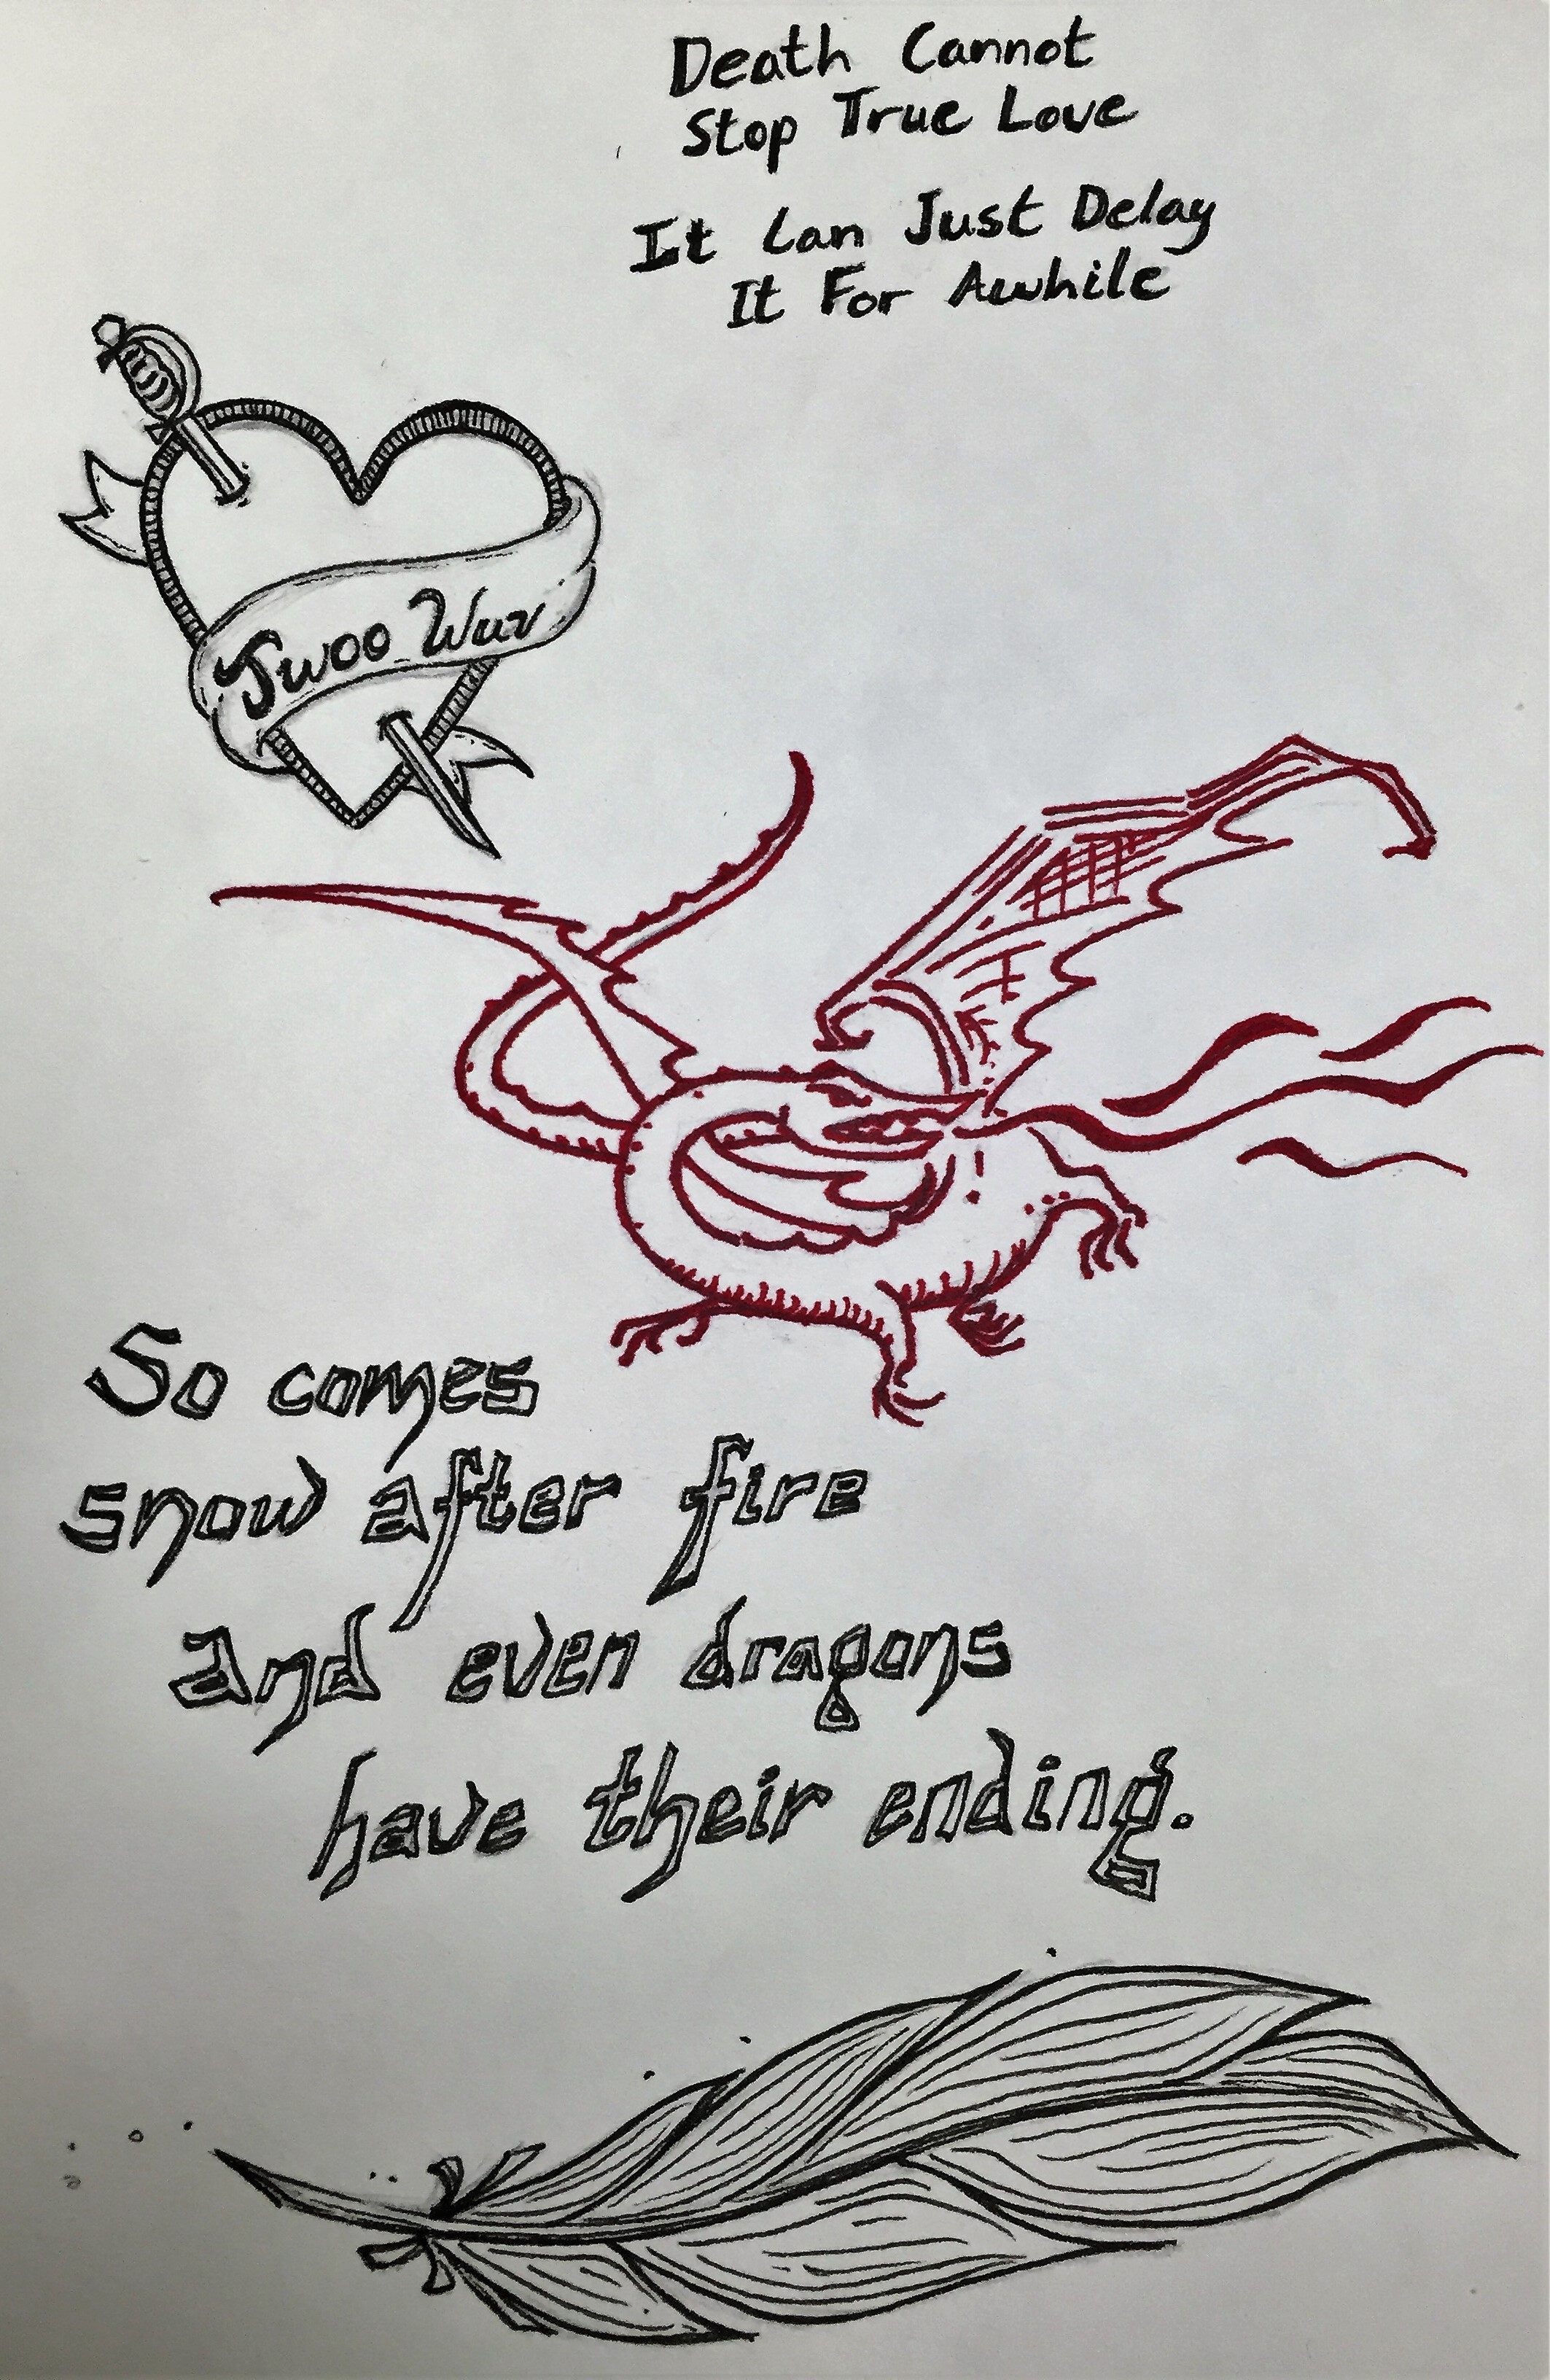 Death Cannot
Stop True Love
It Can Just Delay
It For Awhile
Twoo Wuv
So comes
snow after fire
and even dragons
have their ending.